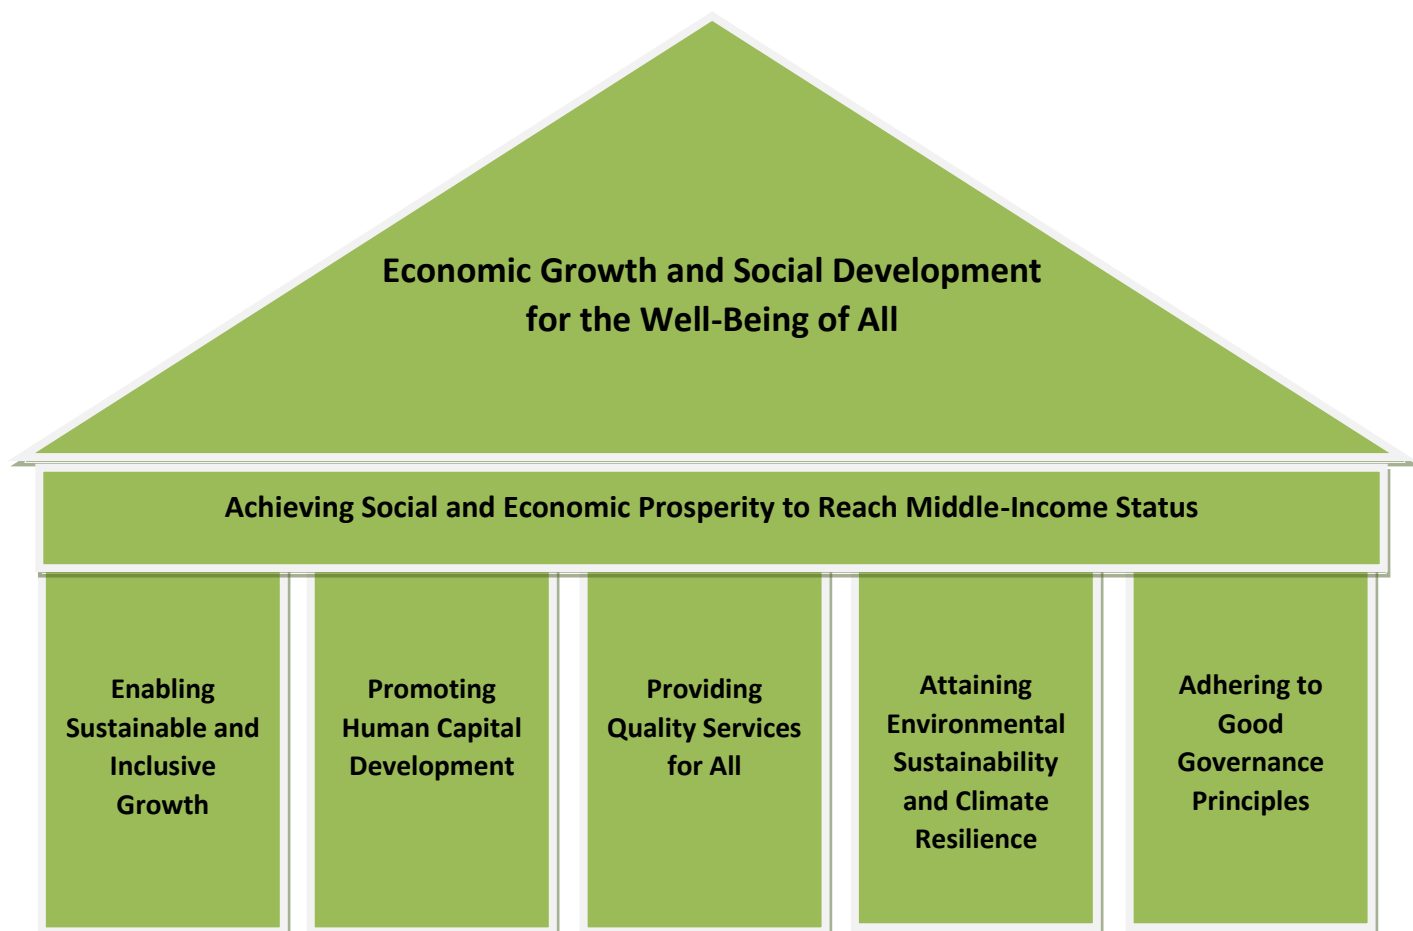 Economic Growth and Social Development
for the Well-Being of All
Achieving Social and Economic Prosperity to Reach Middle-Income Status
Enabling
Sustainable and
Inclusive
Growth
Promoting
Human Capital
Development
Providing
Quality Services
for All
Attaining
Environmental
Sustainability
and Climate
Resilience
Adhering to
Good
Governance
Principles